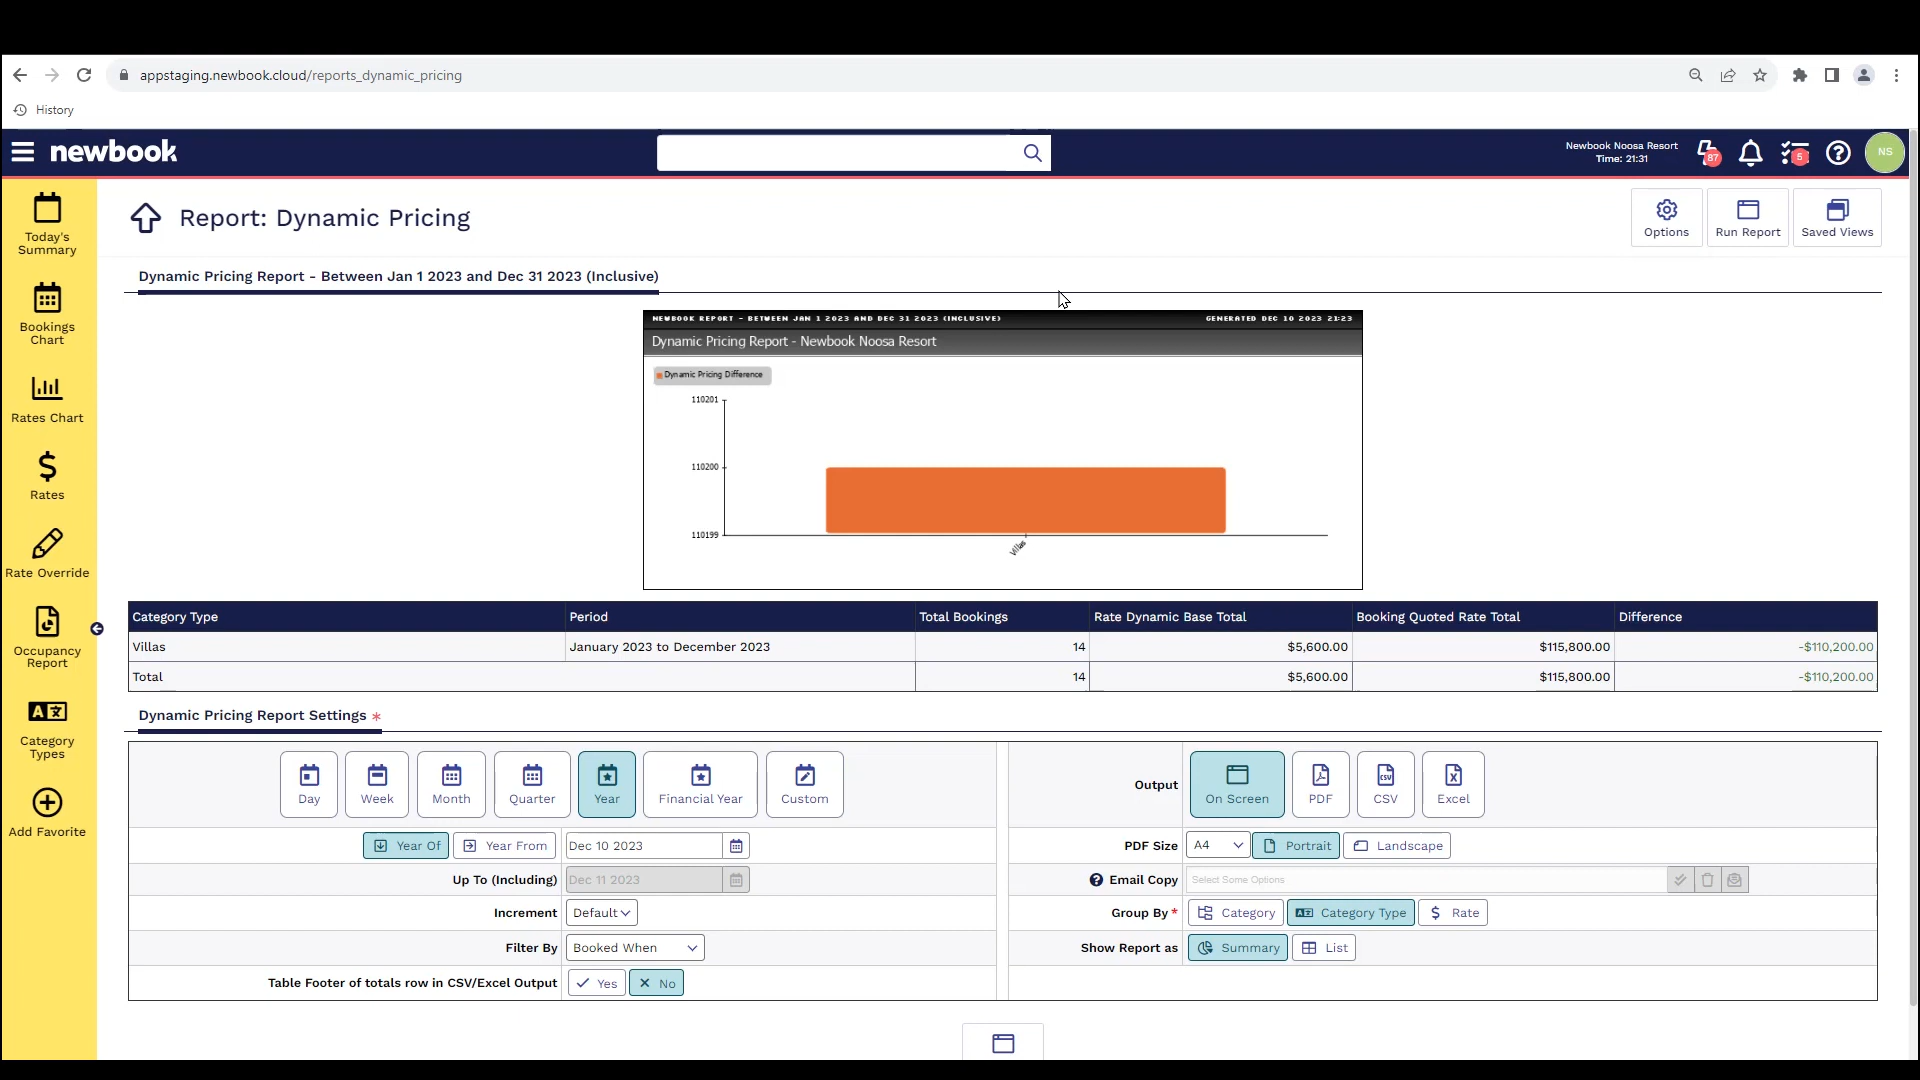 appstaging.newbook.cloud/reports_dynamic_pricing
History
newbook
Newbook Noosa Resort
Time: 21:31
87
5
NS
Today's
Summary
Bookings
Chart
Rates Chart
Rates
Rate Override
Occupancy
Report
Category
Types
Add Favorite
Report: Dynamic Pricing
Options
Run Report
Saved Views
Dynamic Pricing Report - Between Jan 1 2023 and Dec 31 2023 (Inclusive)
NEWBOOK REPORT - BETWEEN JAN 1 2023 AND DEC 31 2023 (INCLUSIVE) GENERATED DEC 10 2023 21:23
Dynamic Pricing Report - Newbook Noosa Resort
Dynamic Pricing Difference
110201
110200
110199
Villas
Category Type Period Total Bookings Rate Dynamic Base Total Booking Quoted Rate Total Difference
Villas January 2023 to December 2023 14 $5,600.00 $115,800.00 -$110,200.00
Total 14 $5,600.00 $115,800.00 -$110,200.00
Dynamic Pricing Report Settings *
Day Week Month Quarter Year Financial Year Custom
Year Of Year From Dec 10 2023
Up To (Including) Dec 11 2023
Increment Default
Filter By Booked When
Table Footer of totals row in CSV/Excel Output Yes No
Output On Screen PDF CSV Excel
PDF Size A4 Portrait Landscape
Email Copy Select Some Options
Group By * Category Category Type Rate
Show Report as Summary List